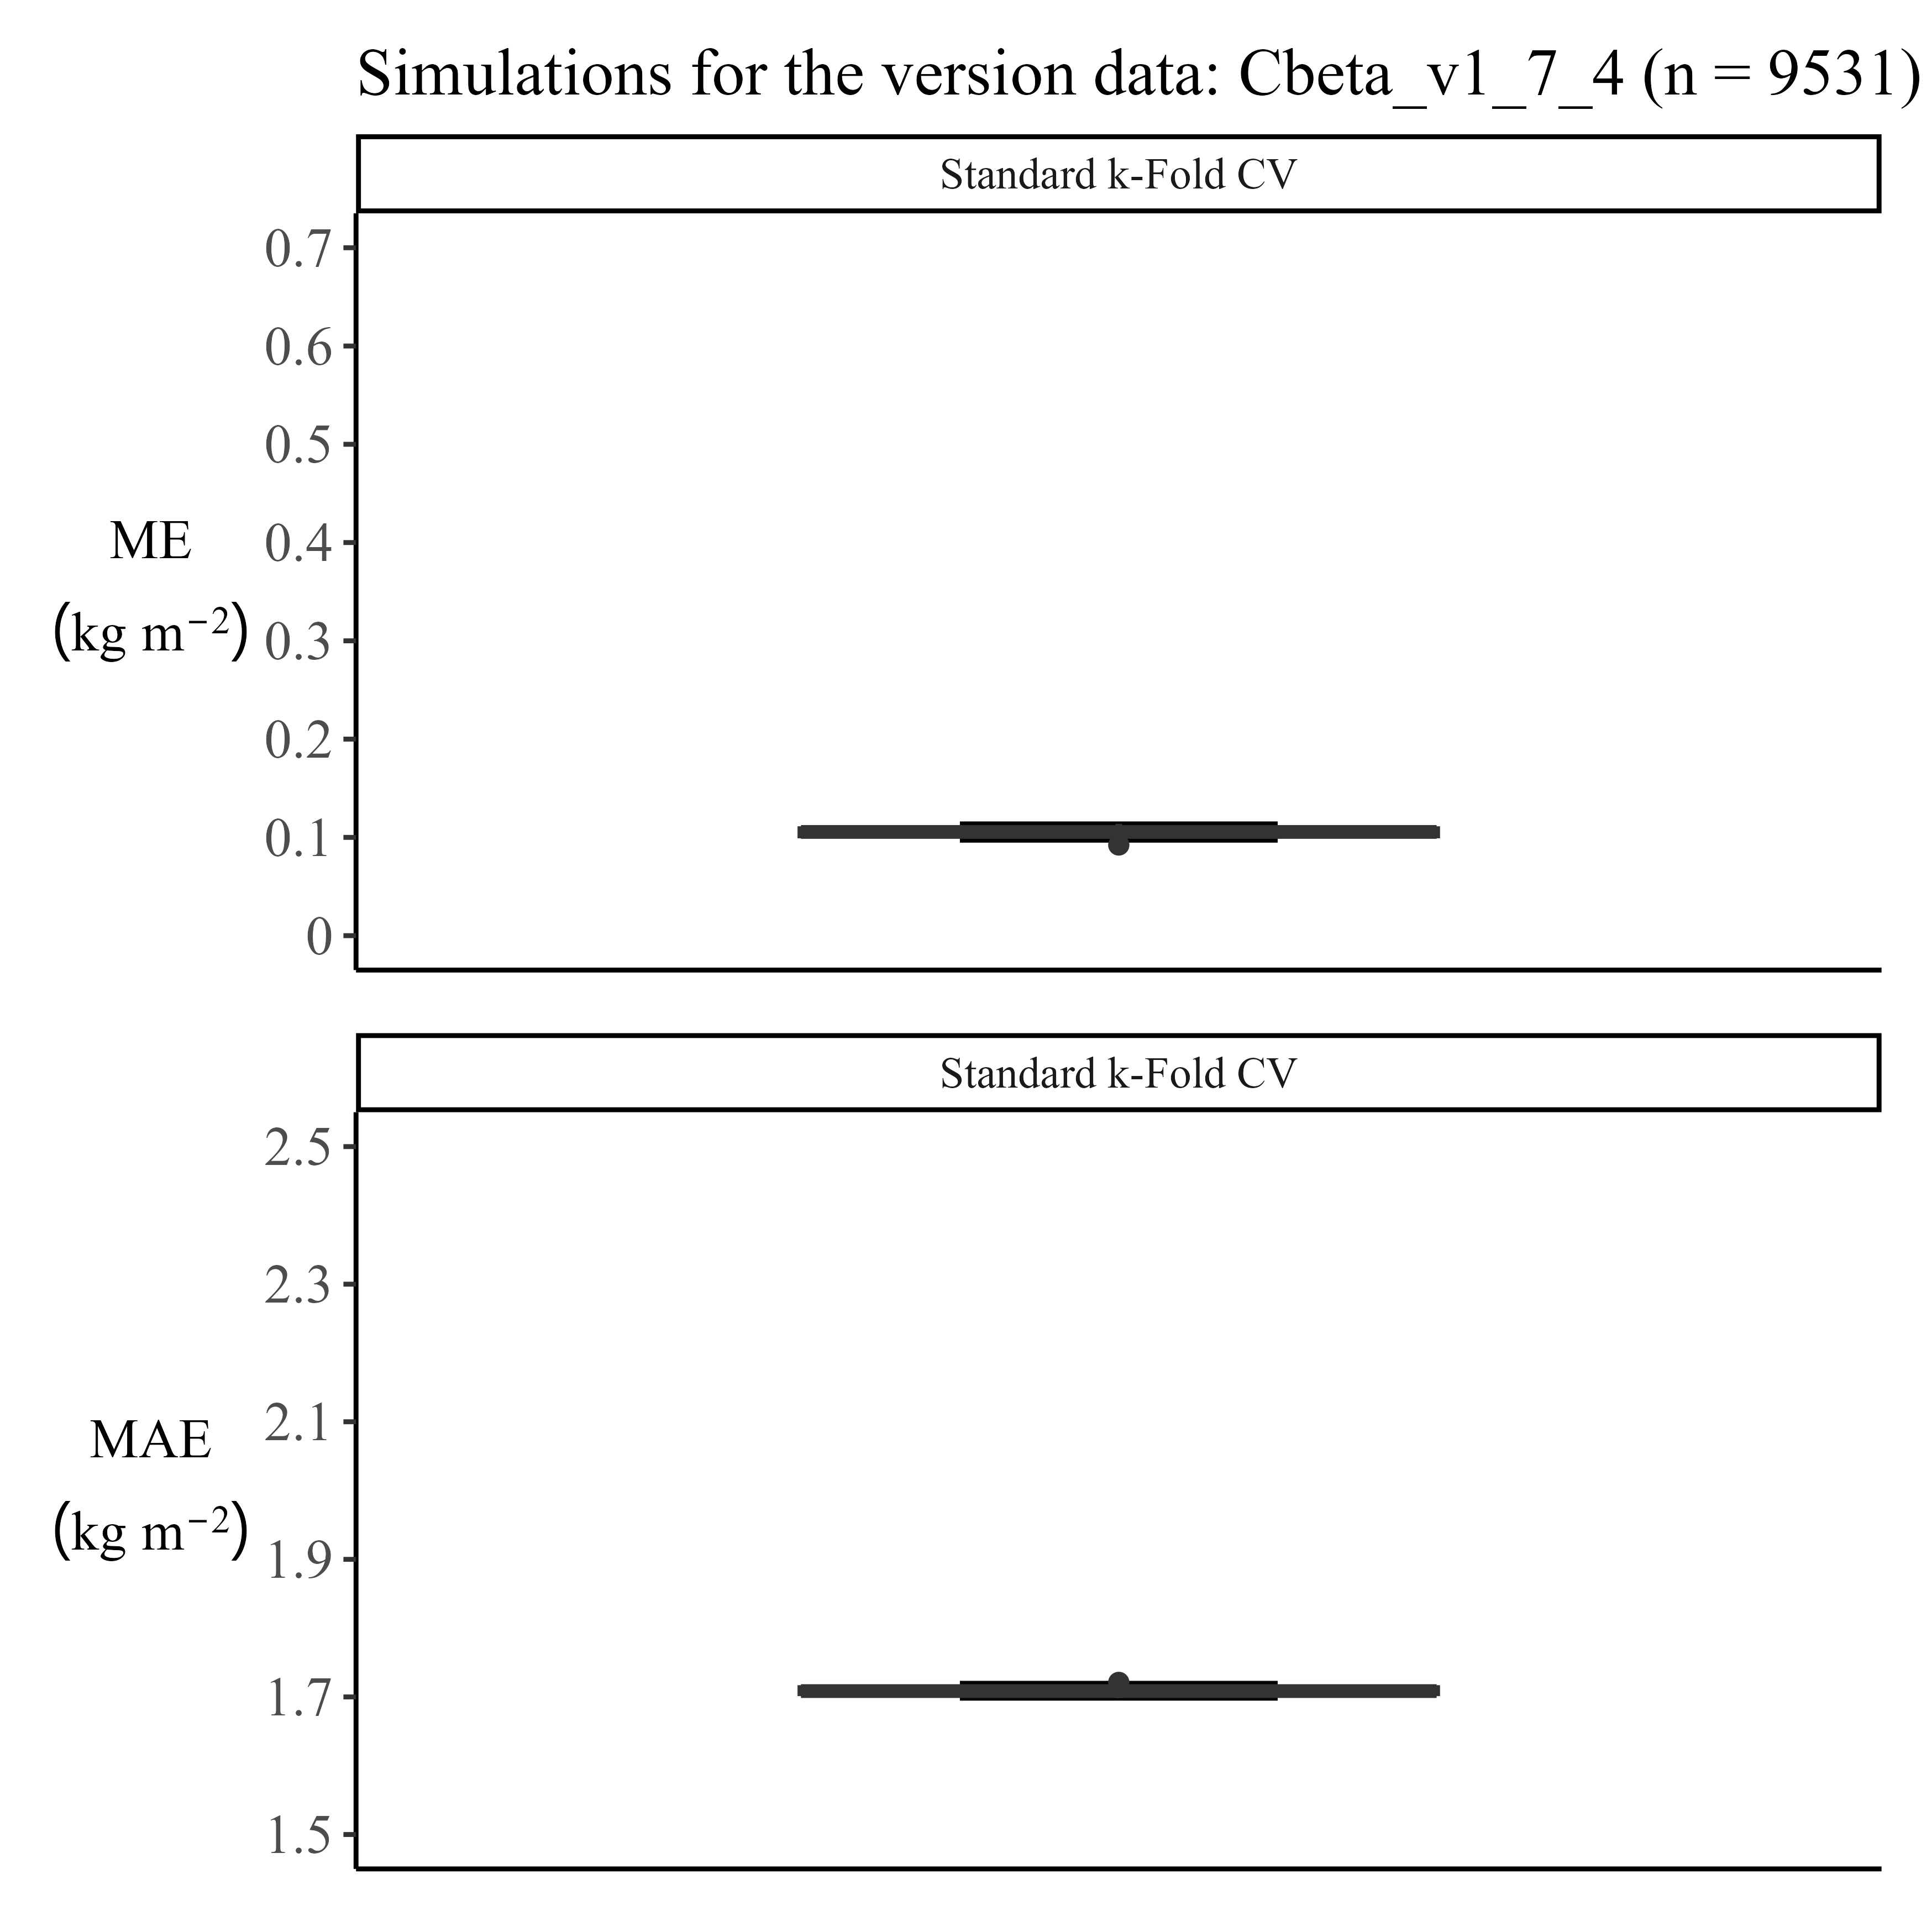 Simulations for the version data: Cbeta_v1_7_4 (n = 9531)
Standard k-Fold CV
0.7
0.6
0.5
0.4
0.3
0.2
0.1
0
ME
(kg m⁻²)
Standard k-Fold CV
2.5
2.3
2.1
1.9
1.7
1.5
MAE
(kg m⁻²)